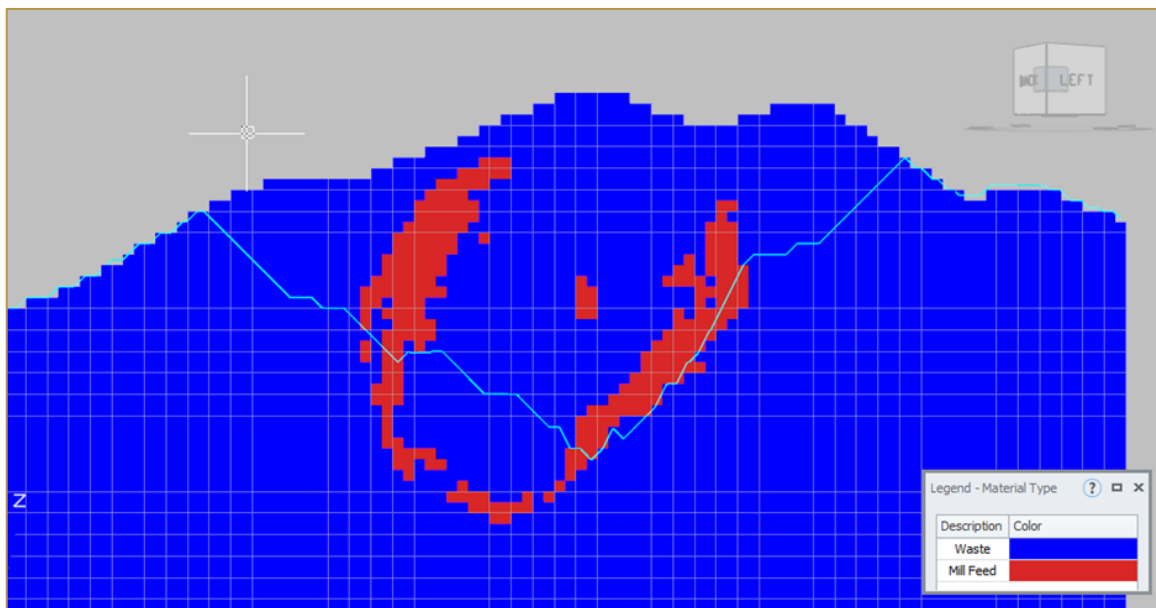 LEFT
Z
Legend - Material Type
?
Description Color
Waste
Mill Feed